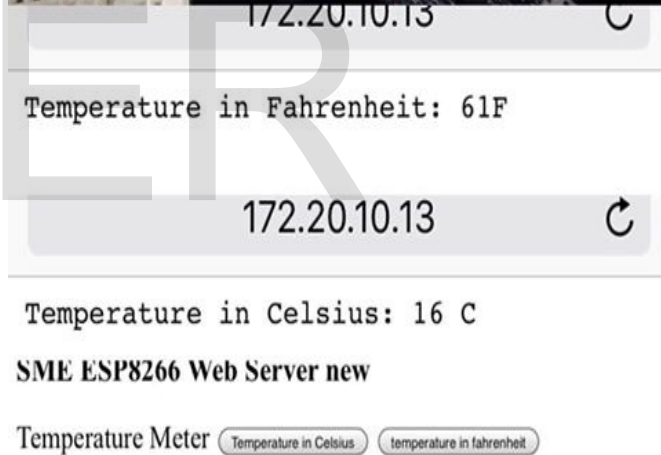 ER
172.20.10.13
Temperature in Fahrenheit: 61F
172.20.10.13
Temperature in Celsius: 16 C
SME ESP8266 Web Server new
Temperature Meter Temperature in Celsius temperature in fahrenheit